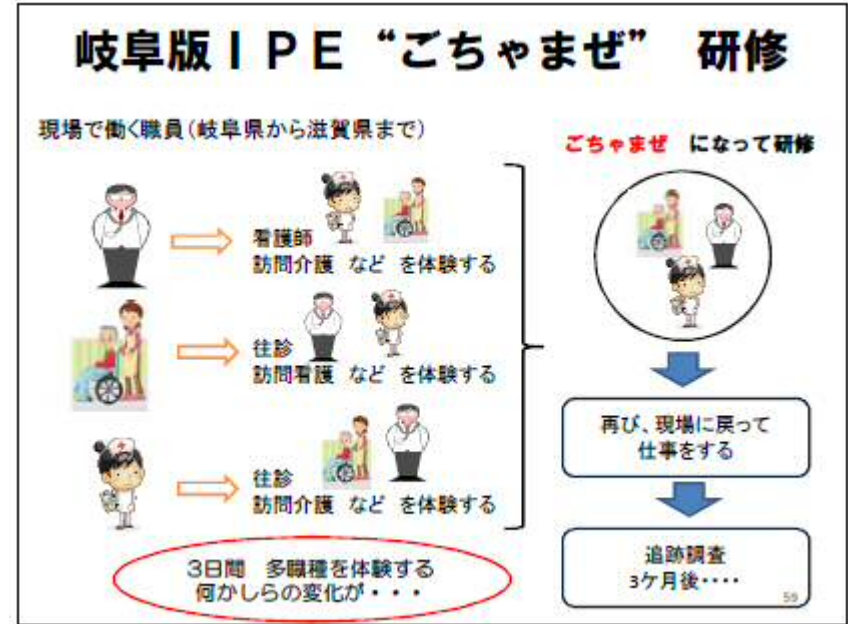 岐阜版ＩＰＥ “ごちゃまぜ” 研修
現場で働く職員(岐阜県から滋賀県まで)
看護師
訪問介護 など を体験する
往診
訪問看護 など を体験する
往診
訪問介護 など を体験する
3日間 多職種を体験する
何かしらの変化が・・・
ごちゃまぜ になって研修
再び、現場に戻って
仕事をする
追跡調査
3ケ月後・・・・
59